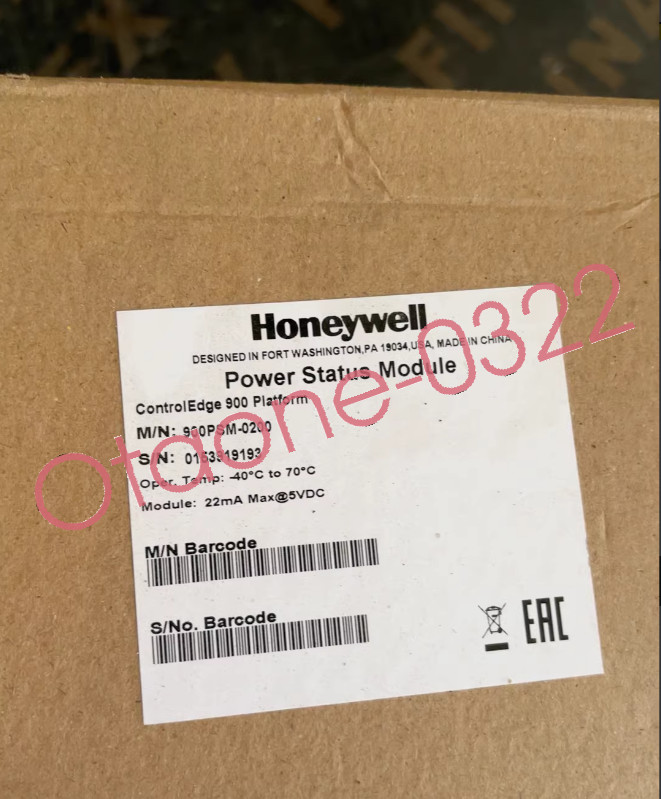 Honeywell
DESIGNED IN FORT WASHINGTON,PA 19034,USA, MADE IN CHINA
Power Status Module
ControlEdge 900 Platform
M/N: 900PSM-0200
S/N:
Oper. Temp: -40°C to 70°C
Module: 22mA Max@5VDC
M/N Barcode
S/No. Barcode
EAC
Otaone-0322